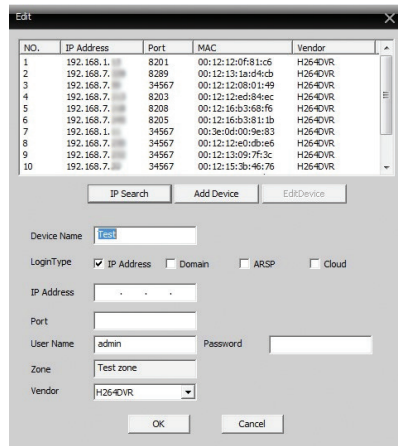 Edit
NO. IP Address Port MAC Vendor
1 192.168.1. 8201 00:12:12:0f:81:c6 H264DVR
2 192.168.7. 8289 00:12:13:1a:d4:cb H264DVR
3 192.168.7. 34567 00:12:12:08:01:49 H264DVR
4 192.168.7. 8203 00:12:12:ed:84:ec H264DVR
5 192.168.7. 8208 00:12:16:b3:68:f6 H264DVR
6 192.168.7. 8205 00:12:16:b3:81:1b H264DVR
7 192.168.1. 34567 00:3e:0d:00:9e:83 H264DVR
8 192.168.7. 34567 00:12:12:e0:db:e6 H264DVR
9 192.168.7. 34567 00:12:13:09:7f:3c H264DVR
10 192.168.7. 34567 00:12:15:3b:46:76 H264DVR
IP Search Add Device EditDevice
Device Name Test
LoginType IP Address Domain ARSP Cloud
IP Address . . .
Port
User Name admin Password
Zone Test zone
Vendor H264DVR
OK Cancel